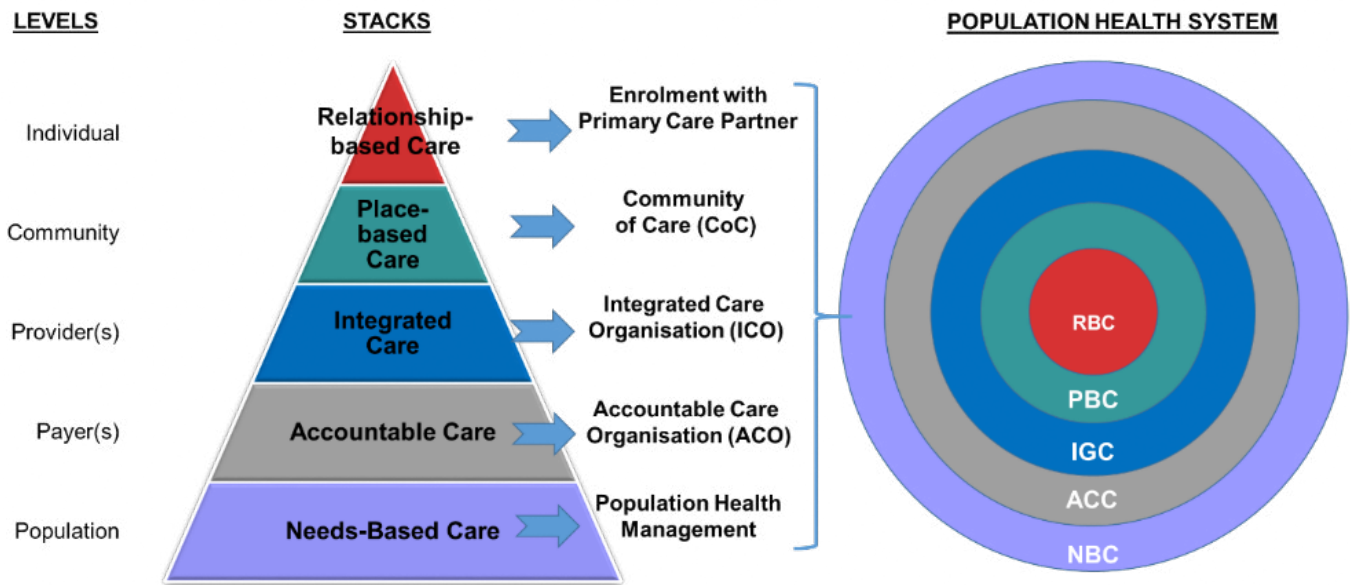 LEVELS
STACKS
POPULATION HEALTH SYSTEM
Individual
Relationship-
based Care
Enrolment with
Primary Care Partner
Community
Place-
based
Care
Community
of Care (CoC)
Provider(s)
Integrated
Care
Integrated Care
Organisation (ICO)
Payer(s)
Accountable Care
Accountable Care
Organisation (ACO)
Population
Needs-Based Care
Population Health
Management
RBC
PBC
IGC
ACC
NBC